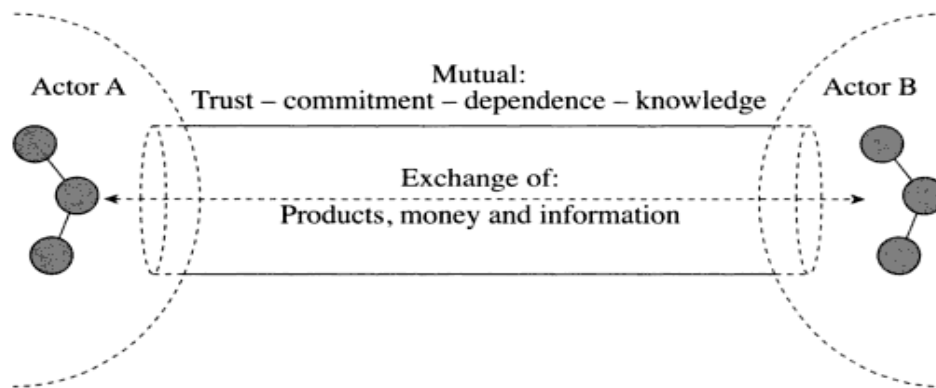 Actor A
Mutual:
Trust – commitment – dependence – knowledge
Actor B
Exchange of:
Products, money and information